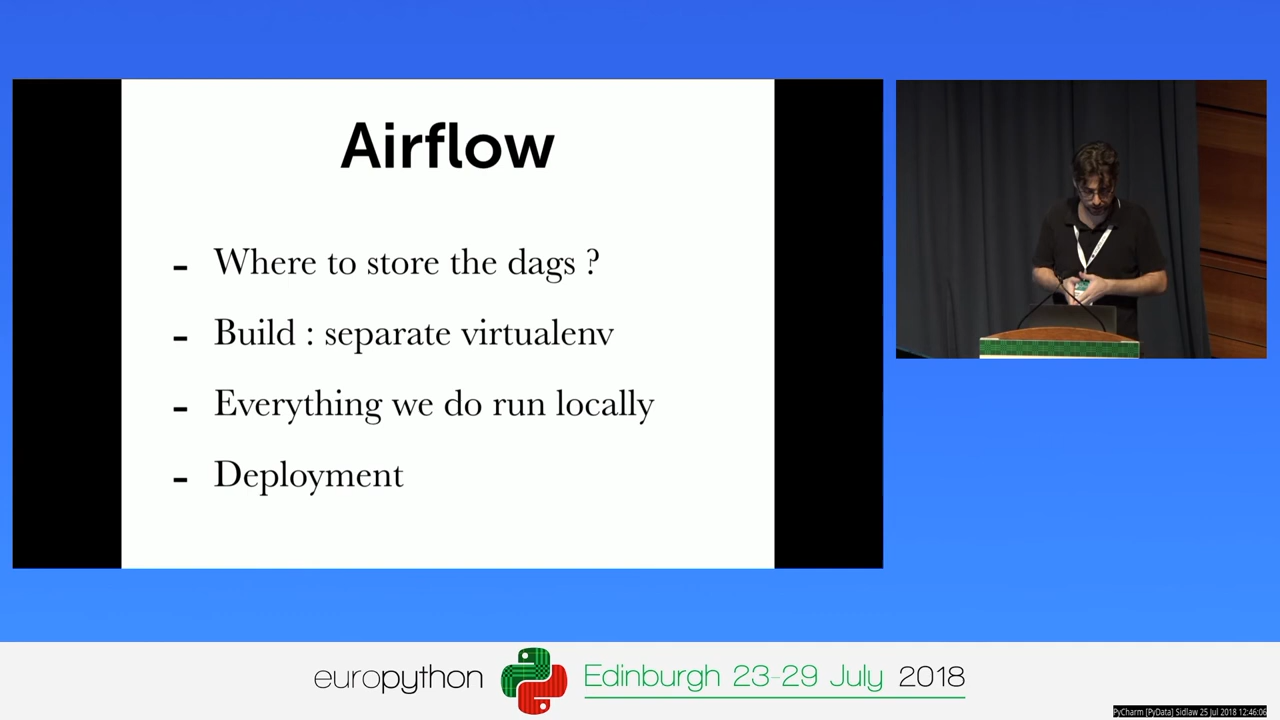 Airflow
- Where to store the dags ?
- Build : separate virtualenv
- Everything we do run locally
- Deployment
europython Edinburgh 23-29 July 2018
PyCharm [PyData] Sidlaw 25 Jul 2018 12:46:06